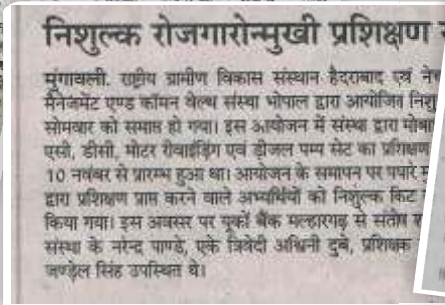 निशुल्क रोजगारोन्मुखी प्रशिक्षण
मुंगावली. राष्ट्रीय ग्रामीण विकास संस्थान हैदराबाद एवं
मैनेजमेंट एण्ड कॉमन वेल्थ संस्था भोपाल द्वारा आयोजित
सोमवार को समाप्त हो गया। इस आयोजन में संस्था द्वारा
एसी, डीसी, मोटर रीवाइंडिंग एवं डीजल पम्प सेट का प्रशिक्षण
10 नवंबर से प्रारम्भ हुआ था। आयोजन के समापन पर पधारे
द्वारा प्रशिक्षण प्राप्त करने वाले अभ्यर्थियों को निशुल्क किट
किया गया। इस अवसर पर यूको बैंक मल्हारगढ़ से संतोष
संस्था के नरेन्द्र पाण्डे, एके त्रिवेदी अश्विनी दुबे, प्रशिक्षक
जण्डेल सिंह उपस्थित थे।